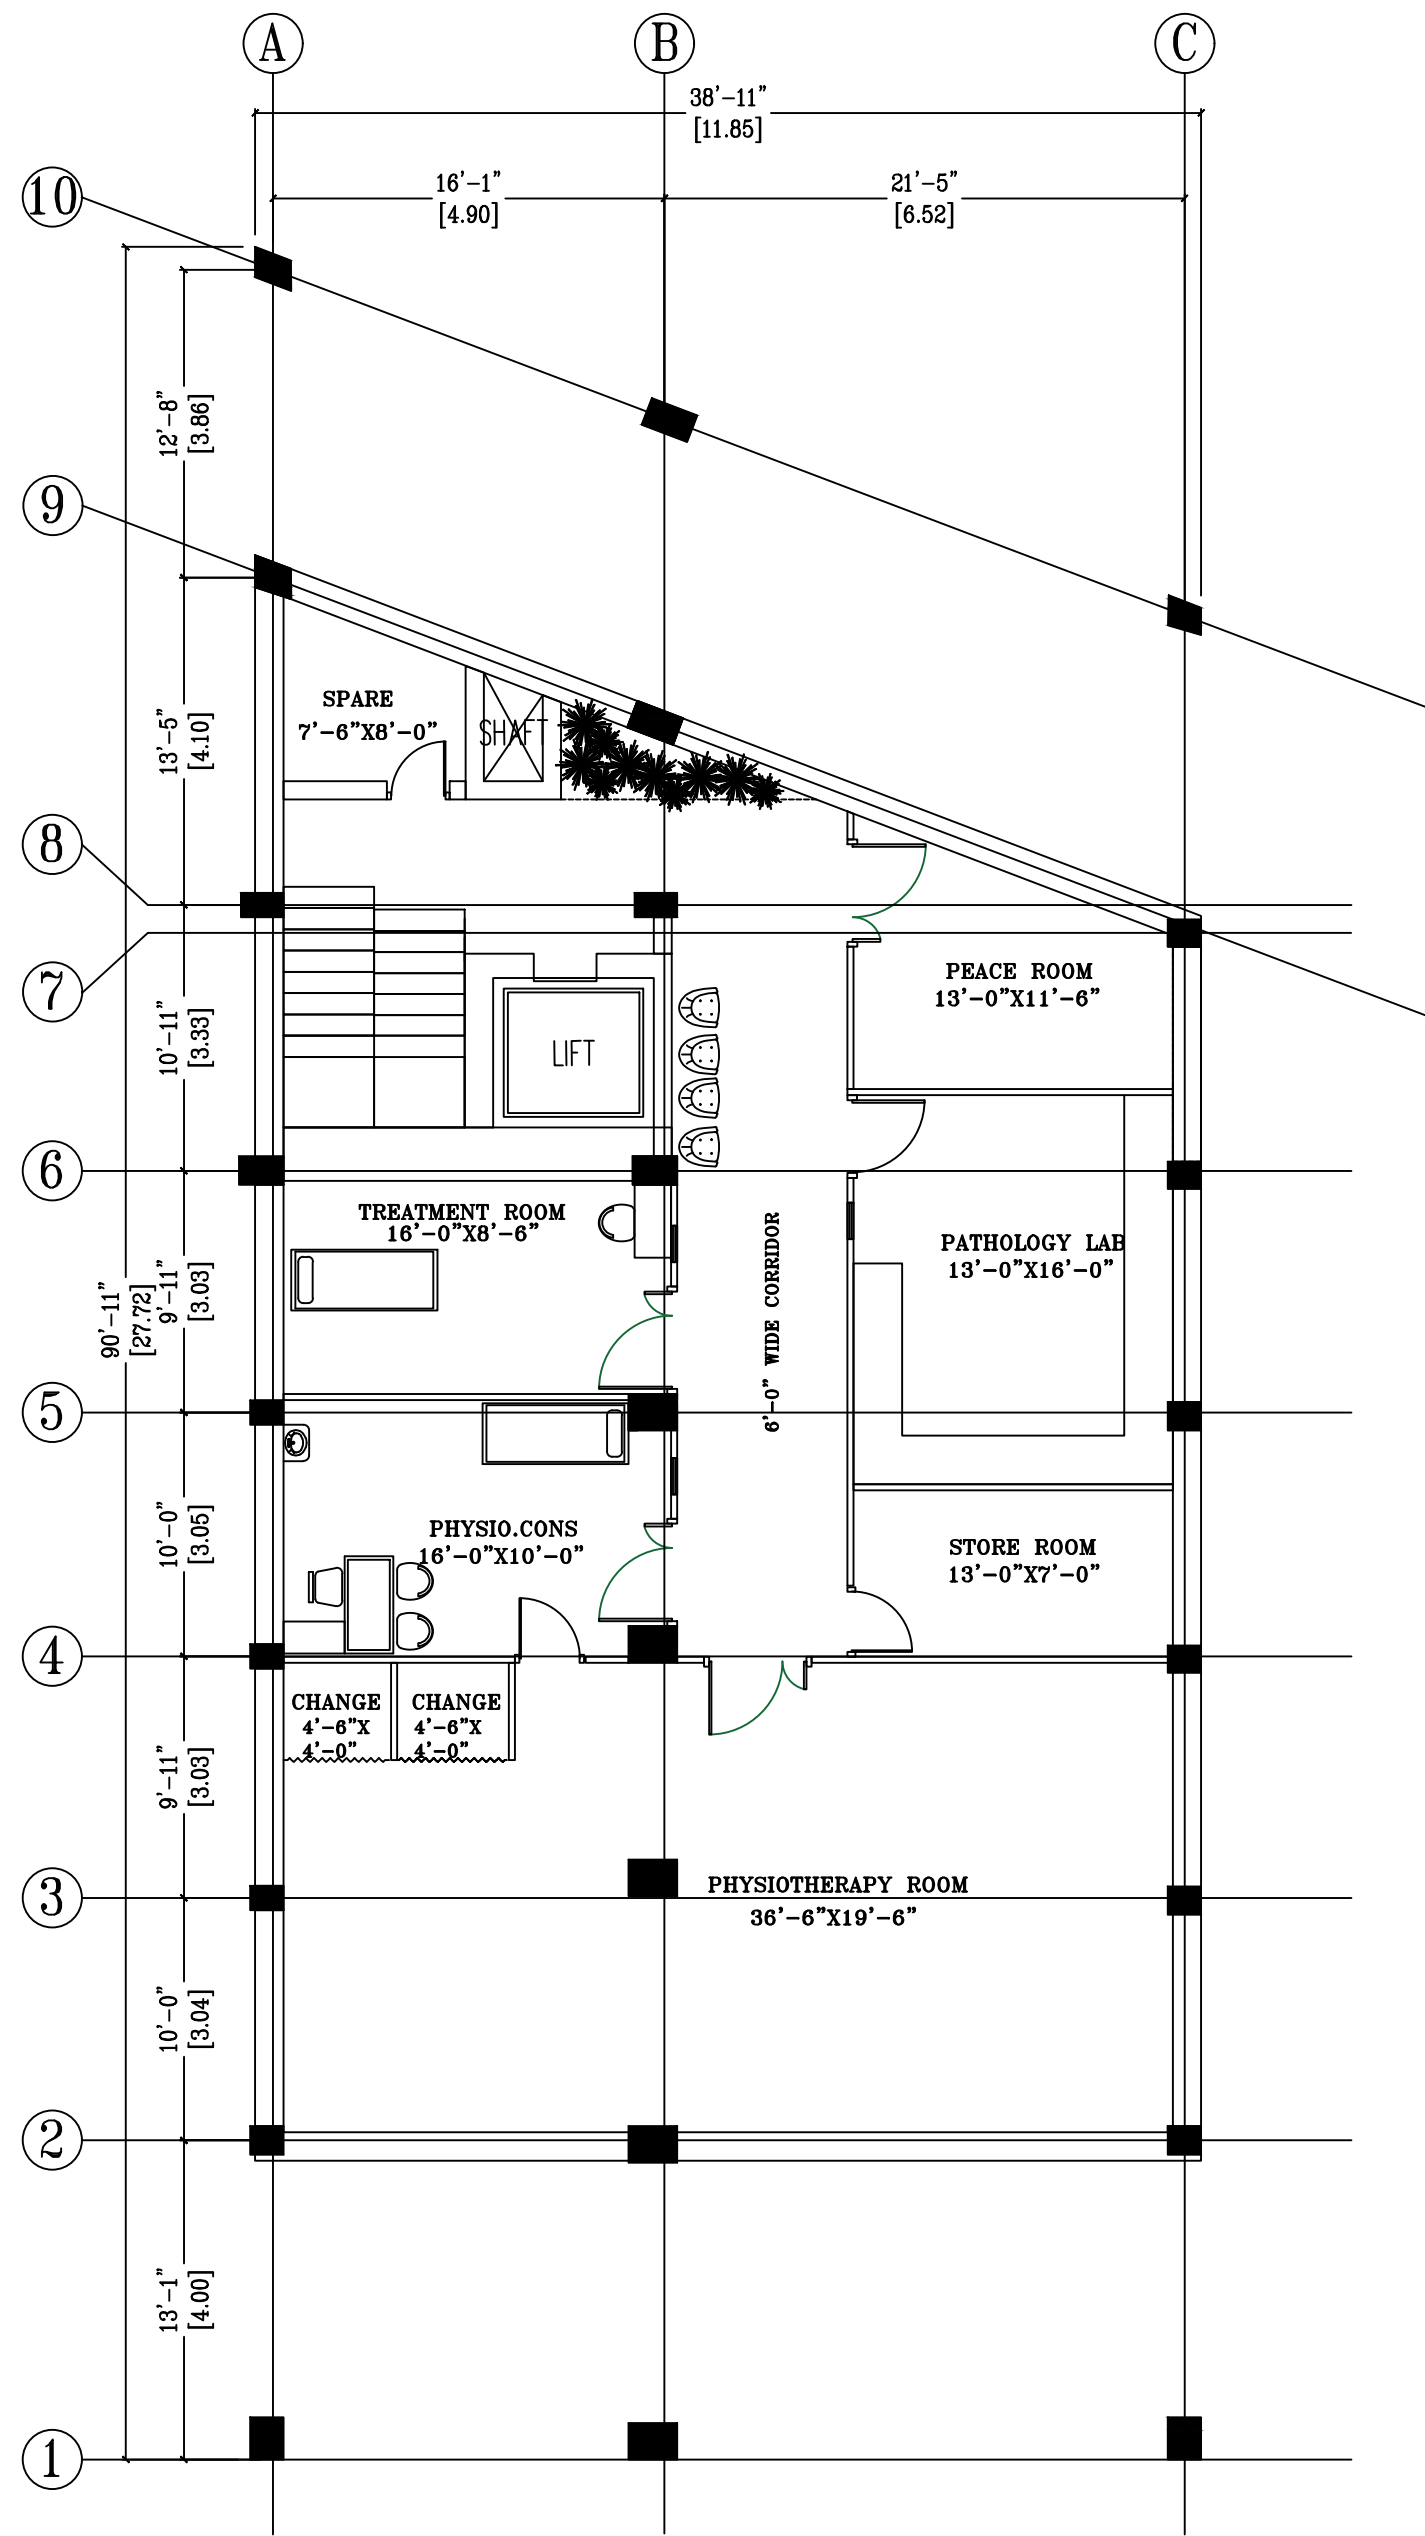 A B C
38'-11"
[11.85]
16'-1" 21'-5"
[4.90] [6.52]
10
12'-8"
[3.86]
9
SPARE
7'-6"X8'-0"
SHAFT
13'-5"
[4.10]
8
7
PEACE ROOM
13'-0"X11'-6"
10'-11"
[3.33]
LIFT
6
TREATMENT ROOM
16'-0"X8'-6"
6'-0" WIDE CORRIDOR
PATHOLOGY LAB
13'-0"X16'-0"
90'-11"
[27.72]
9'-11"
[3.03]
5
10'-0"
[3.05]
PHYSIO.CONS
16'-0"X10'-0"
STORE ROOM
13'-0"X7'-0"
4
CHANGE
4'-6"X
4'-0"
CHANGE
4'-6"X
4'-0"
9'-11"
[3.03]
3
PHYSIOTHERAPY ROOM
36'-6"X19'-6"
10'-0"
[3.04]
2
13'-1"
[4.00]
1